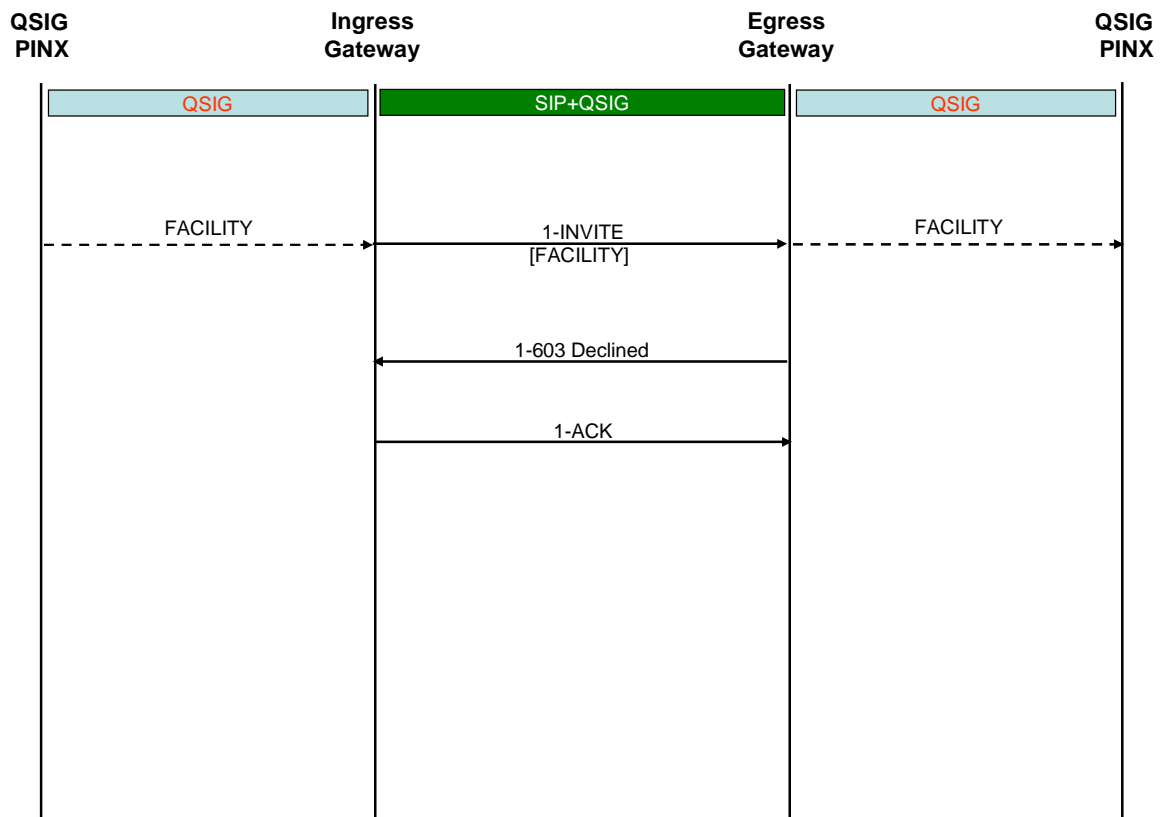 QSIG
PINX
Ingress
Gateway
Egress
Gateway
QSIG
PINX
QSIG
SIP+QSIG
QSIG
FACILITY
1-INVITE
[FACILITY]
FACILITY
1-603 Declined
1-ACK